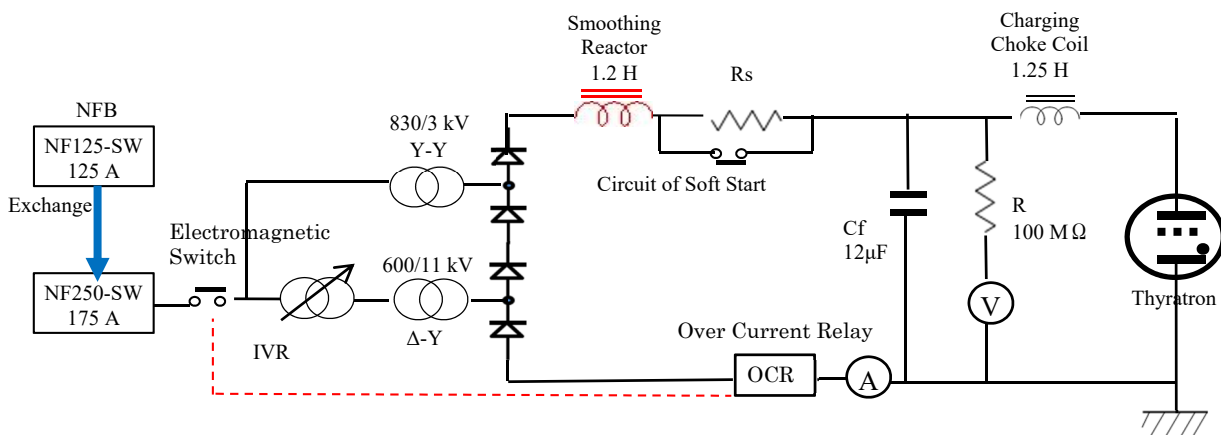 Smoothing
Reactor
1.2 H
Rs
Charging
Choke Coil
1.25 H
NFB
NF125-SW
125 A
830/3 kV
Y-Y
Circuit of Soft Start
Exchange
Electromagnetic
Switch
R
100 MΩ
Cf
12μF
NF250-SW
175 A
600/11 kV
Δ-Y
IVR
V
Thyratron
Over Current Relay
OCR
A